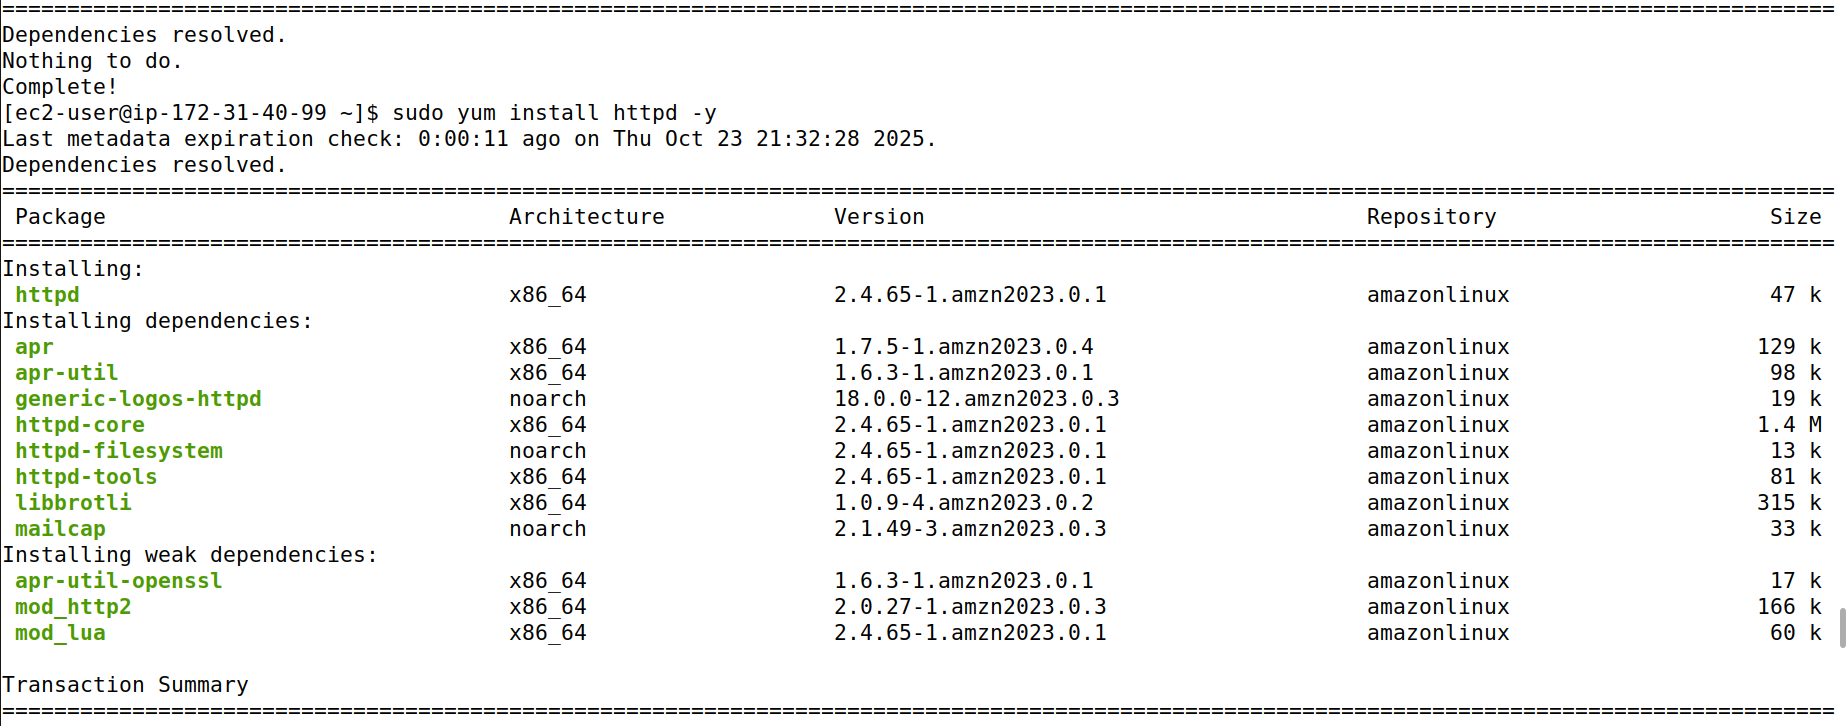 =============================================================================================================================================
Dependencies resolved.
Nothing to do.
Complete!
[ec2-user@ip-172-31-40-99 ~]$ sudo yum install httpd -y
Last metadata expiration check: 0:00:11 ago on Thu Oct 23 21:32:28 2025.
Dependencies resolved.
=============================================================================================================================================
 Package                               Architecture             Version                                  Repository                     Size
=============================================================================================================================================
Installing:
 httpd                                 x86_64                   2.4.65-1.amzn2023.0.1                    amazonlinux                    47 k
Installing dependencies:
 apr                                   x86_64                   1.7.5-1.amzn2023.0.4                     amazonlinux                   129 k
 apr-util                              x86_64                   1.6.3-1.amzn2023.0.1                     amazonlinux                    98 k
 generic-logos-httpd                   noarch                   18.0.0-12.amzn2023.0.3                   amazonlinux                    19 k
 httpd-core                            x86_64                   2.4.65-1.amzn2023.0.1                    amazonlinux                   1.4 M
 httpd-filesystem                      noarch                   2.4.65-1.amzn2023.0.1                    amazonlinux                    13 k
 httpd-tools                           x86_64                   2.4.65-1.amzn2023.0.1                    amazonlinux                    81 k
 libbrotli                             x86_64                   1.0.9-4.amzn2023.0.2                     amazonlinux                   315 k
 mailcap                               noarch                   2.1.49-3.amzn2023.0.3                    amazonlinux                    33 k
Installing weak dependencies:
 apr-util-openssl                      x86_64                   1.6.3-1.amzn2023.0.1                     amazonlinux                    17 k
 mod_http2                             x86_64                   2.0.27-1.amzn2023.0.3                    amazonlinux                   166 k
 mod_lua                               x86_64                   2.4.65-1.amzn2023.0.1                    amazonlinux                    60 k

Transaction Summary
=============================================================================================================================================